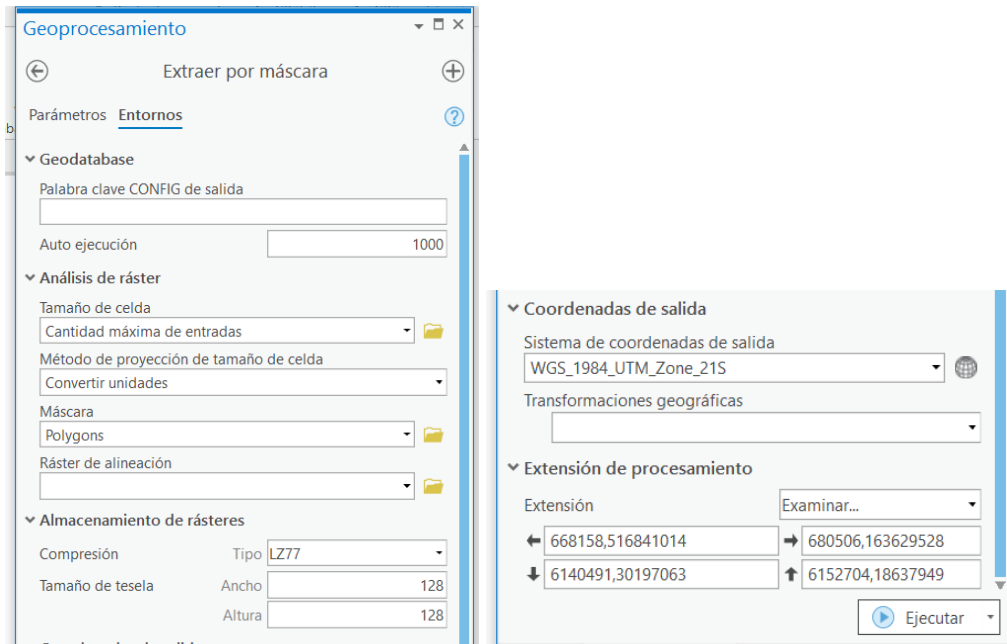 Geoprocesamiento
Extraer por máscara
Parámetros Entornos
Geodatabase
Palabra clave CONFIG de salida
Auto ejecución 1000
Análisis de ráster
Tamaño de celda
Cantidad máxima de entradas
Método de proyección de tamaño de celda
Convertir unidades
Máscara
Polygons
Ráster de alineación
Almacenamiento de rásteres
Compresión Tipo LZ77
Tamaño de tesela Ancho 128
Altura 128
Coordenadas de salida
Sistema de coordenadas de salida
WGS_1984_UTM_Zone_21S
Transformaciones geográficas
Extensión de procesamiento
Extensión Examinar...
668158,516841014 680506,163629528
6140491,30197063 6152704,18637949
Ejecutar